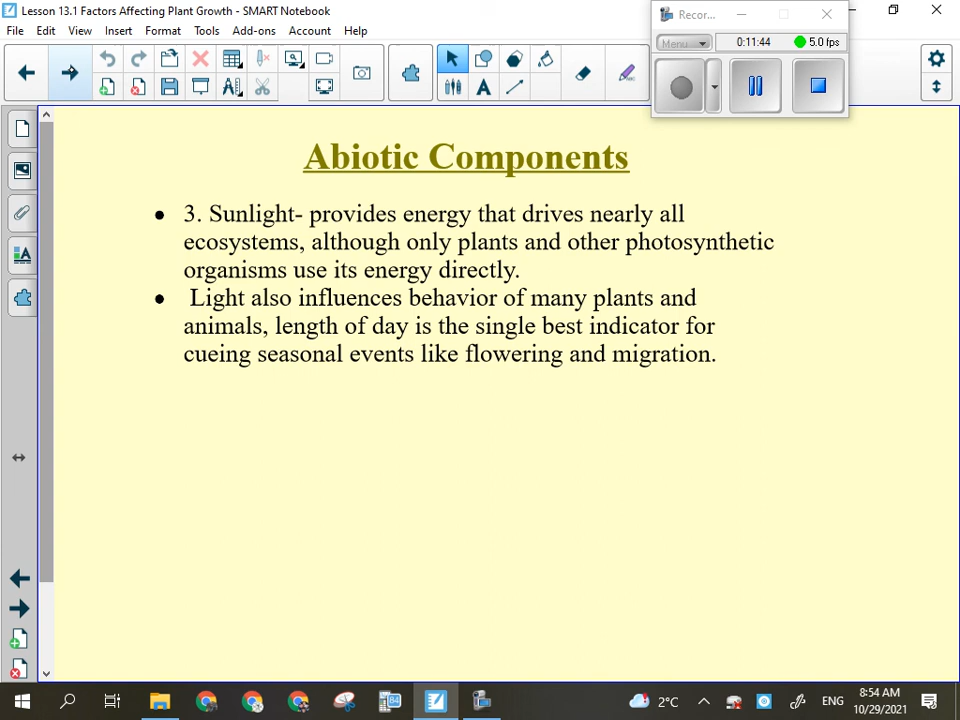 Lesson 13.1 Factors Affecting Plant Growth - SMART Notebook
File Edit View Insert Format Tools Add-ons Account Help
Recor...
Menu
0:11:44
5.0 fps
Abiotic Components
• 3. Sunlight- provides energy that drives nearly all
ecosystems, although only plants and other photosynthetic
organisms use its energy directly.
• Light also influences behavior of many plants and
animals, length of day is the single best indicator for
cueing seasonal events like flowering and migration.
2°C
ENG
8:54 AM
10/29/2021